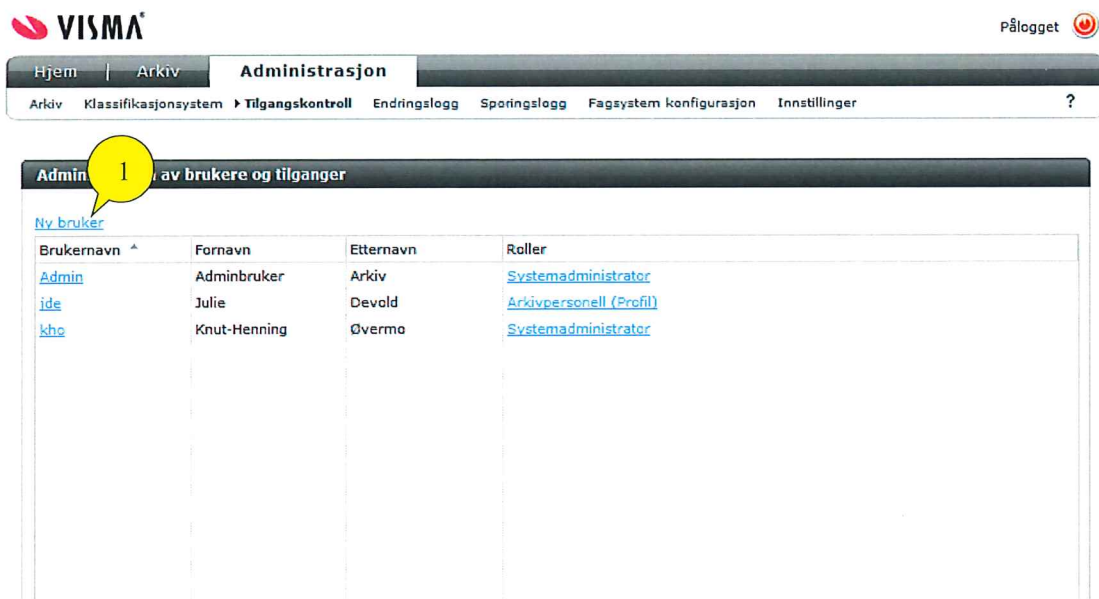 VISMA
Pålogget
Hjem | Arkiv Administrasjon
Arkiv Klassifikasjonsystem Tilgangskontroll Endringslogg Sporingslogg Fagsystem konfigurasjon Innstillinger ?
1
Admin av brukere og tilganger
Ny bruker
Brukernavn Fornavn Etternavn Roller
Admin Adminbruker Arkiv Systemadministrator
jde Julie Devold Arkivpersonell (Profil)
kho Knut-Henning Øvermo Systemadministrator